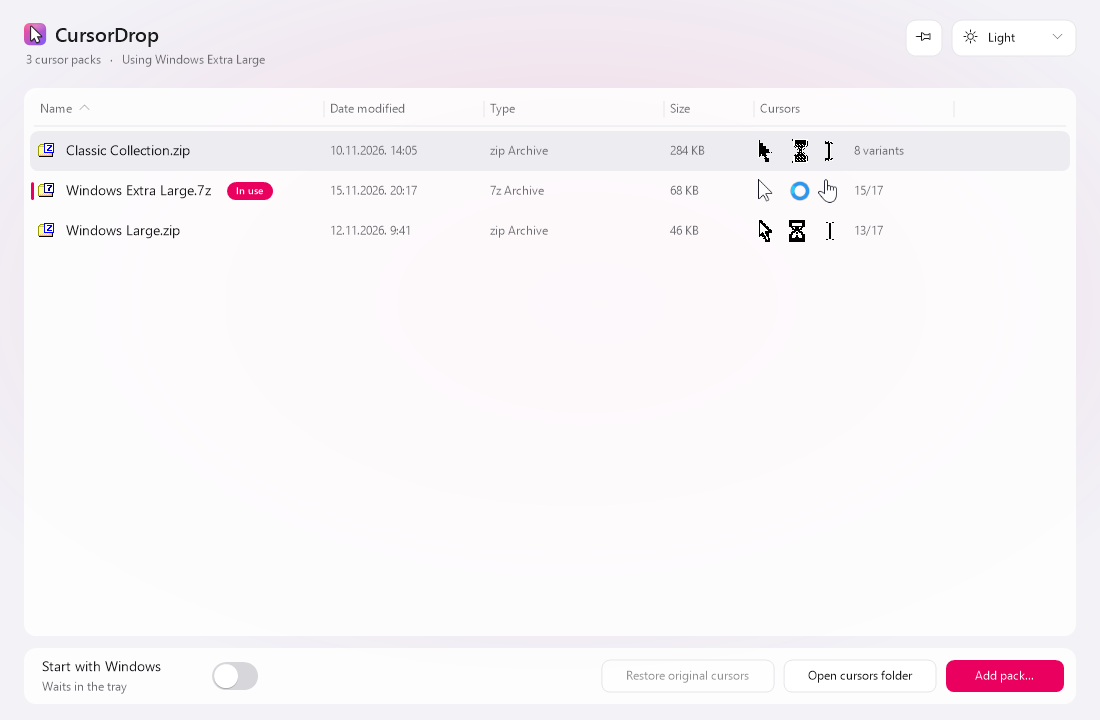 CursorDrop
3 cursor packs · Using Windows Extra Large
Light
Name Date modified Type Size Cursors
Classic Collection.zip 10.11.2026. 14:05 zip Archive 284 KB 8 variants
Windows Extra Large.7z In use 15.11.2026. 20:17 7z Archive 68 KB 15/17
Windows Large.zip 12.11.2026. 9:41 zip Archive 46 KB 13/17
Start with Windows
Waits in the tray
Restore original cursors Open cursors folder Add pack...